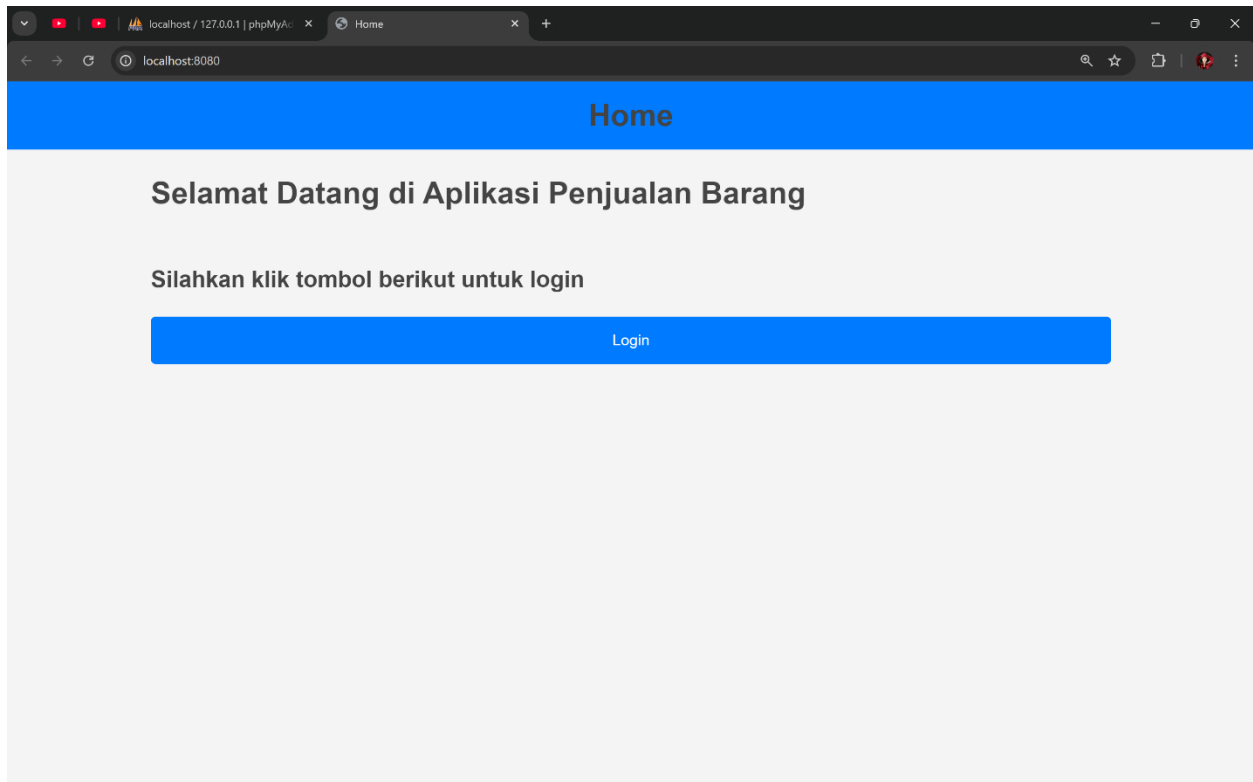 localhost / 127.0.0.1 | phpMyAd
Home
localhost:8080
Home
Selamat Datang di Aplikasi Penjualan Barang
Silahkan klik tombol berikut untuk login
Login